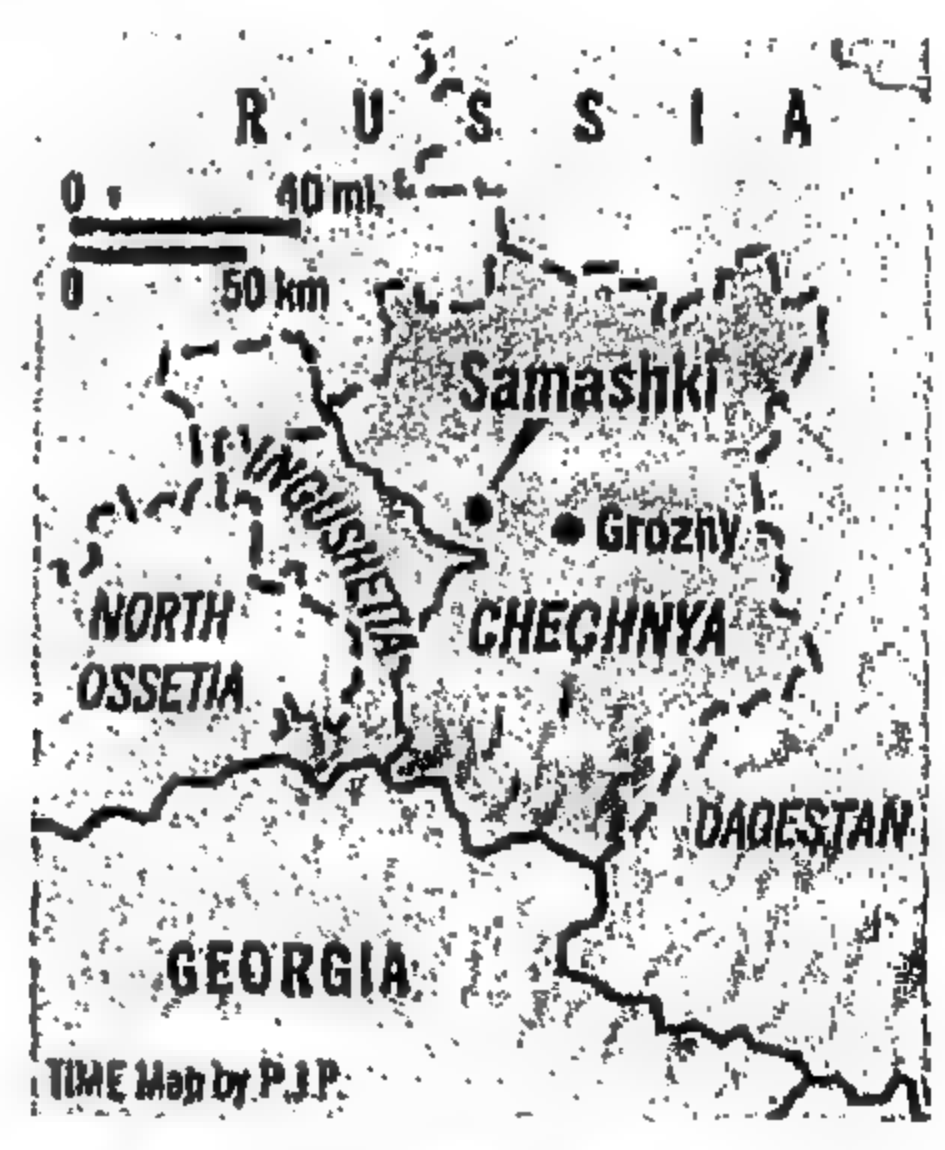 RUSSIA
0 40 mi.
0 50 km
Samashki
INGUSHETIA
Grozny
NORTH
OSSETIA
CHECHNYA
DAGESTAN
GEORGIA
TIME Map by P.J.P.